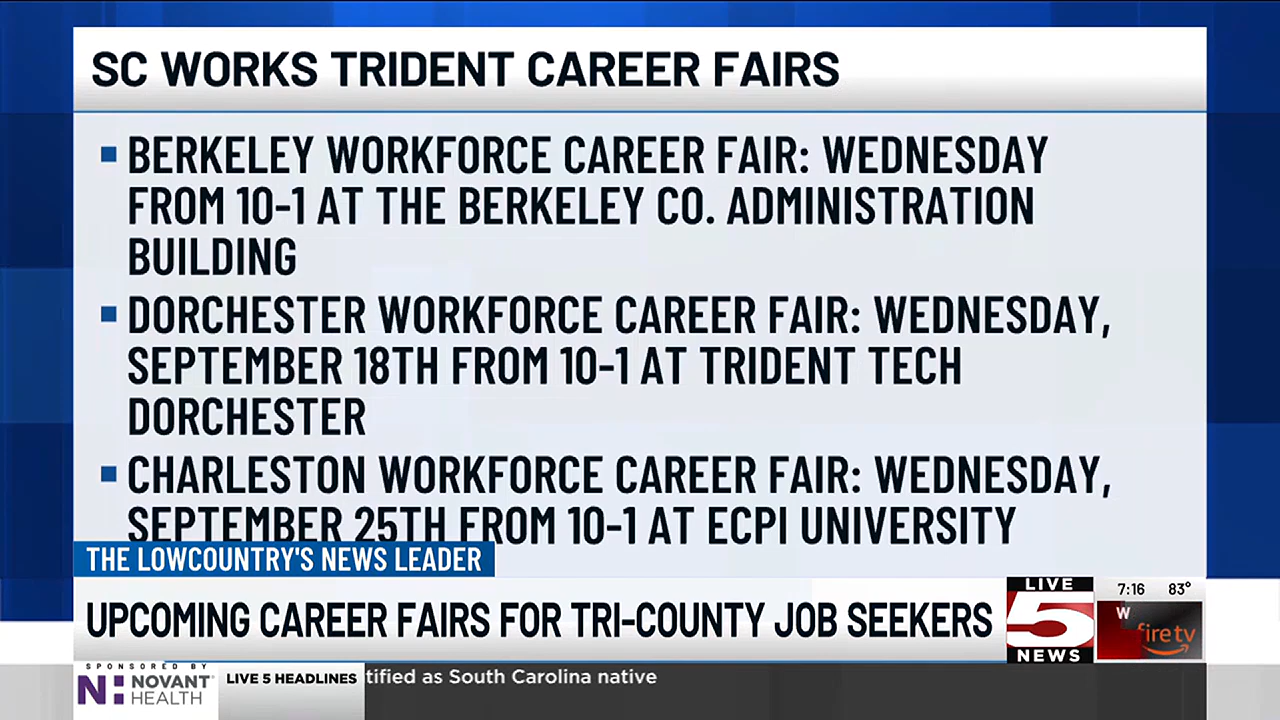 SC WORKS TRIDENT CAREER FAIRS
▪ BERKELEY WORKFORCE CAREER FAIR: WEDNESDAY
FROM 10-1 AT THE BERKELEY CO. ADMINISTRATION
BUILDING
▪ DORCHESTER WORKFORCE CAREER FAIR: WEDNESDAY,
SEPTEMBER 18TH FROM 10-1 AT TRIDENT TECH
DORCHESTER
▪ CHARLESTON WORKFORCE CAREER FAIR: WEDNESDAY,
SEPTEMBER 25TH FROM 10-1 AT ECPI UNIVERSITY
THE LOWCOUNTRY'S NEWS LEADER
UPCOMING CAREER FAIRS FOR TRI-COUNTY JOB SEEKERS
LIVE
5
NEWS
7:16 83°
W
fire tv
SPONSORED BY
NOVANT
HEALTH
LIVE 5 HEADLINES
tified as South Carolina native